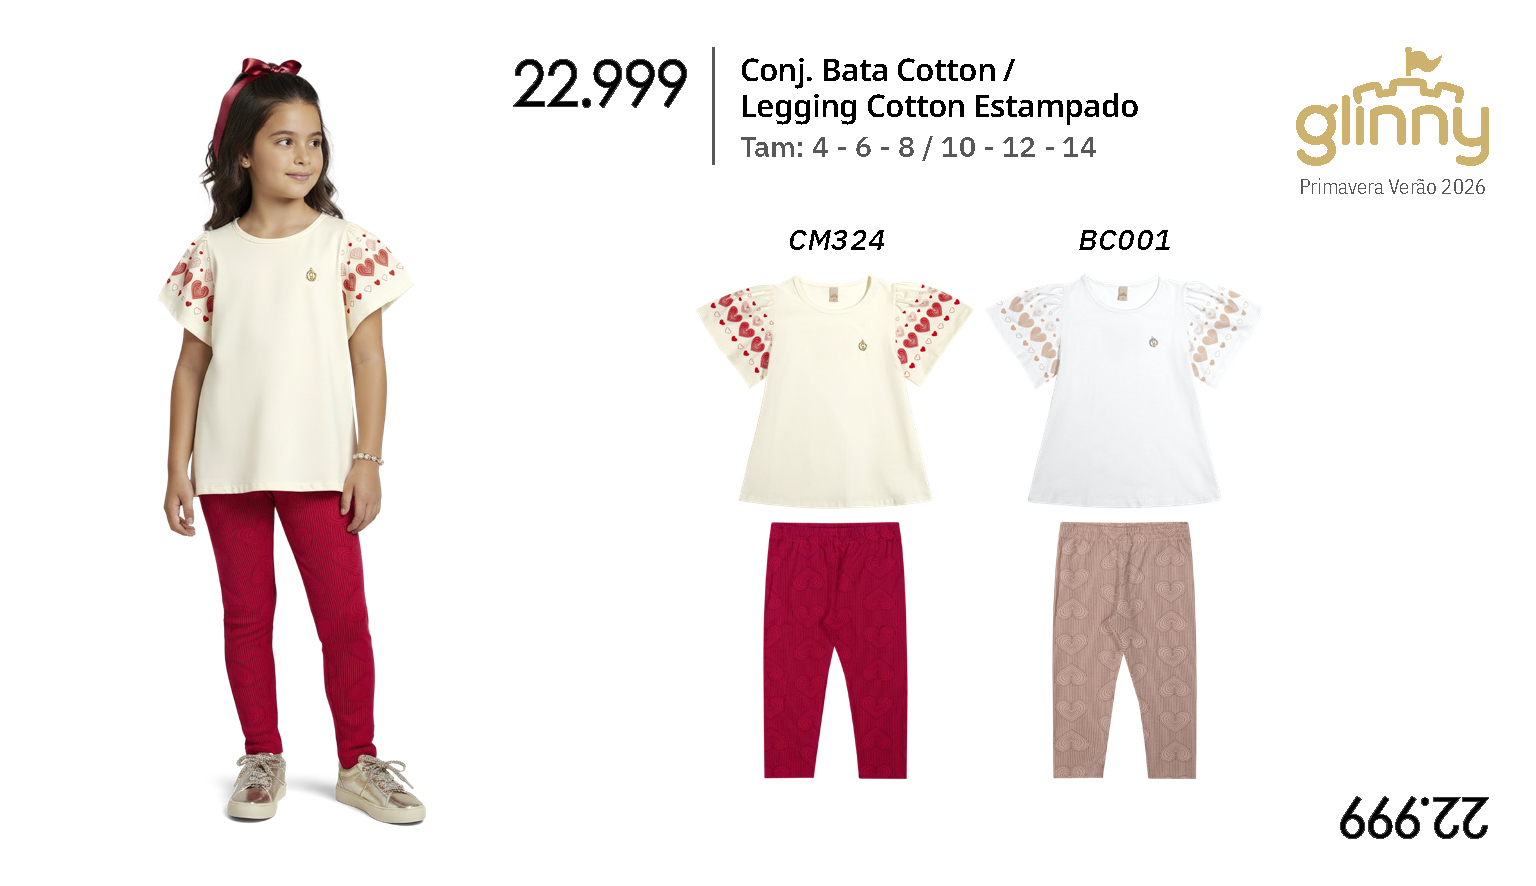 22.999
Conj. Bata Cotton /
Legging Cotton Estampado
Tam: 4 - 6 - 8 / 10 - 12 - 14
glinny
Primavera Verão 2026
CM324
BC001
22.999